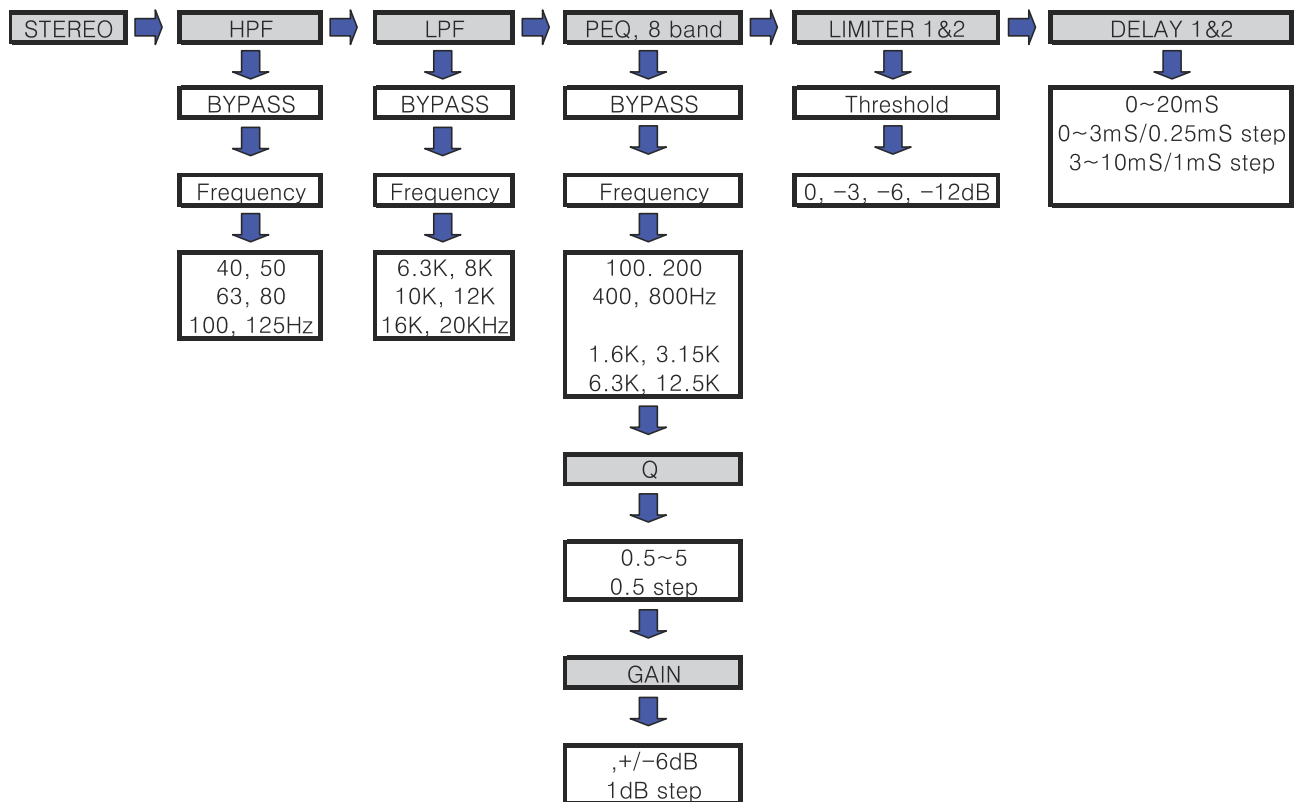 STEREO
HPF
LPF
PEQ, 8 band
LIMITER 1&2
DELAY 1&2
BYPASS
BYPASS
BYPASS
Threshold
0~20mS
0~3mS/0.25mS step
3~10mS/1mS step
Frequency
Frequency
Frequency
0, -3, -6, -12dB
40, 50
63, 80
100, 125Hz
6.3K, 8K
10K, 12K
16K, 20KHz
100. 200
400, 800Hz
1.6K, 3.15K
6.3K, 12.5K
Q
0.5~5
0.5 step
GAIN
,+/-6dB
1dB step